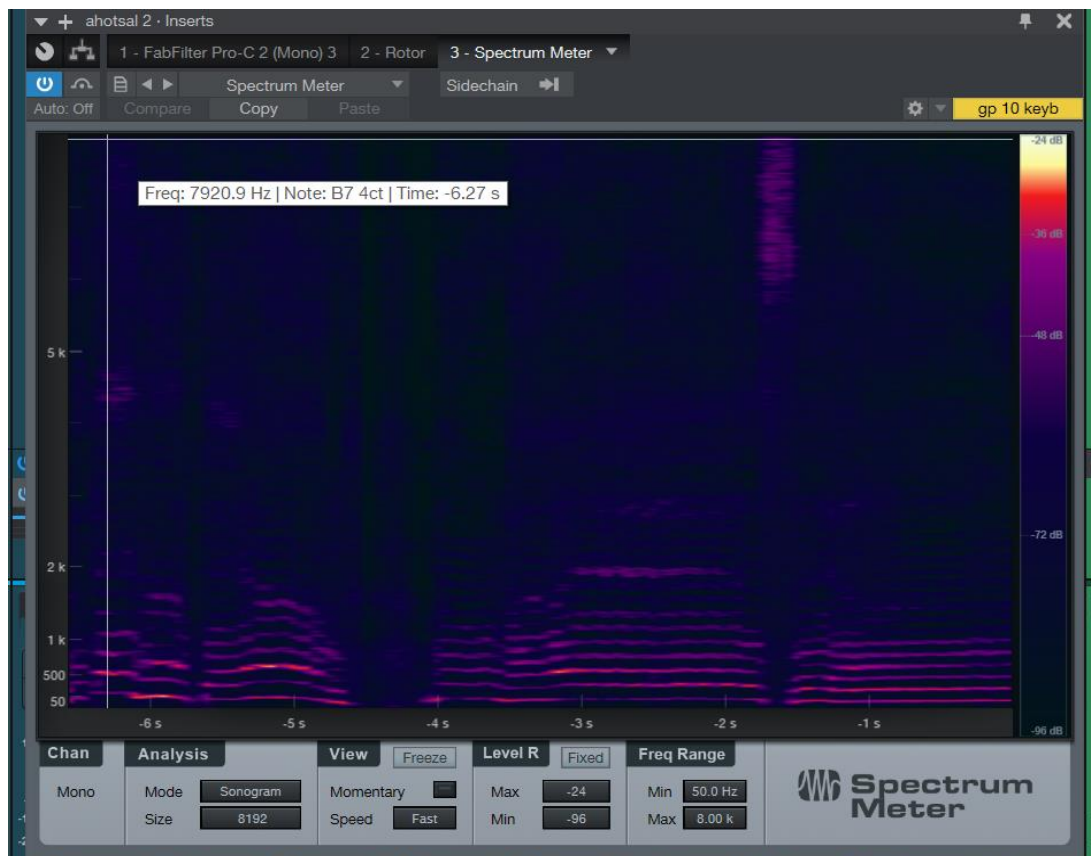 ahotsal 2 · Inserts
1 - FabFilter Pro-C 2 (Mono) 3 2 - Rotor 3 - Spectrum Meter
Spectrum Meter Sidechain
Auto: Off Compare Copy Paste gp 10 keyb
-24 dB
Freq: 7920.9 Hz | Note: B7 4ct | Time: -6.27 s
-36 dB
-48 dB
5 k
-72 dB
2 k
1 k
500
50
-6 s -5 s -4 s -3 s -2 s -1 s
-96 dB
Chan Analysis View Freeze Level R Fixed Freq Range
Mono Mode Sonogram Momentary Max -24 Min 50.0 Hz
Size 8192 Speed Fast Min -96 Max 8.00 k
Spectrum
Meter